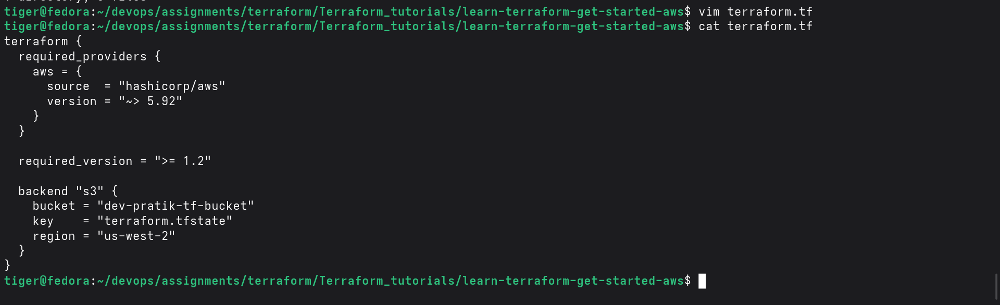 tiger@fedora:~/devops/assignments/terraform/Terraform_tutorials/learn-terraform-get-started-aws$ vim terraform.tf
tiger@fedora:~/devops/assignments/terraform/Terraform_tutorials/learn-terraform-get-started-aws$ cat terraform.tf
terraform {
  required_providers {
    aws = {
      source  = "hashicorp/aws"
      version = "~> 5.92"
    }
  }

  required_version = ">= 1.2"

  backend "s3" {
    bucket = "dev-pratik-tf-bucket"
    key    = "terraform.tfstate"
    region = "us-west-2"
  }
}
tiger@fedora:~/devops/assignments/terraform/Terraform_tutorials/learn-terraform-get-started-aws$